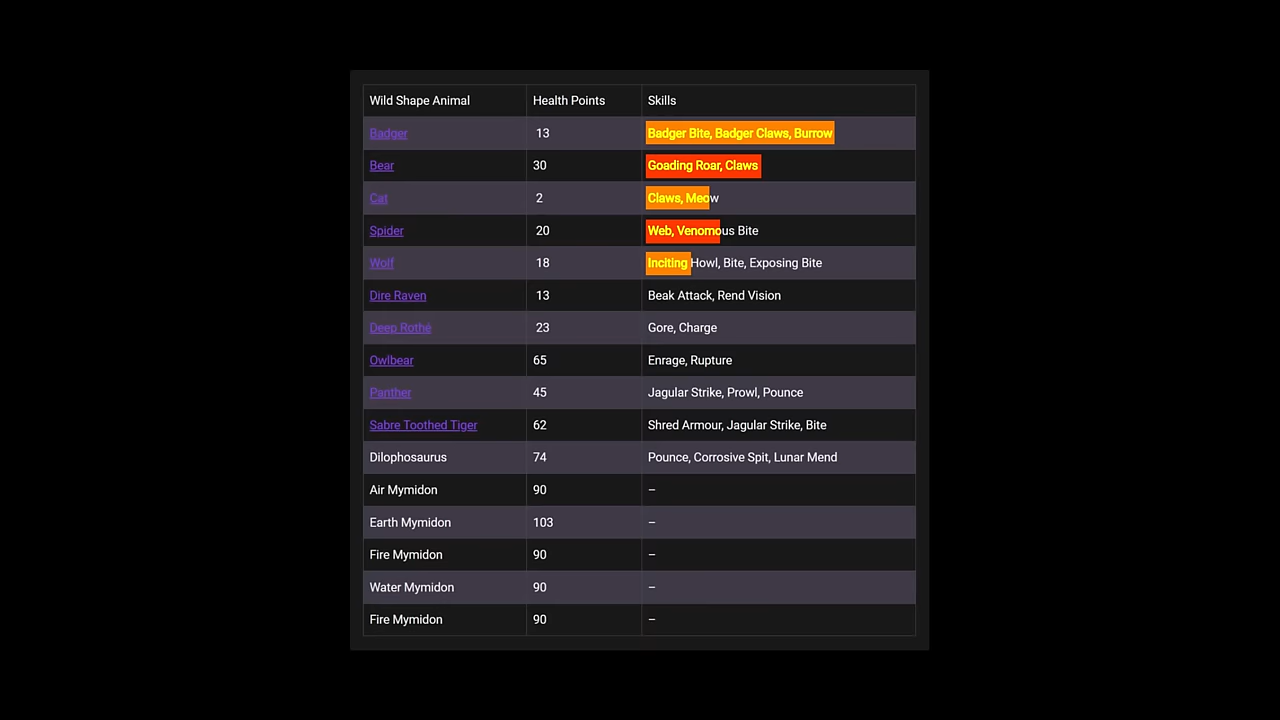 Wild Shape Animal Health Points Skills
Badger 13 Badger Bite, Badger Claws, Burrow
Bear 30 Goading Roar, Claws
Cat 2 Claws, Meow
Spider 20 Web, Venomous Bite
Wolf 18 Inciting Howl, Bite, Exposing Bite
Dire Raven 13 Beak Attack, Rend Vision
Deep Rothé 23 Gore, Charge
Owlbear 65 Enrage, Rupture
Panther 45 Jagular Strike, Prowl, Pounce
Sabre Toothed Tiger 62 Shred Armour, Jagular Strike, Bite
Dilophosaurus 74 Pounce, Corrosive Spit, Lunar Mend
Air Mymidon 90 –
Earth Mymidon 103 –
Fire Mymidon 90 –
Water Mymidon 90 –
Fire Mymidon 90 –